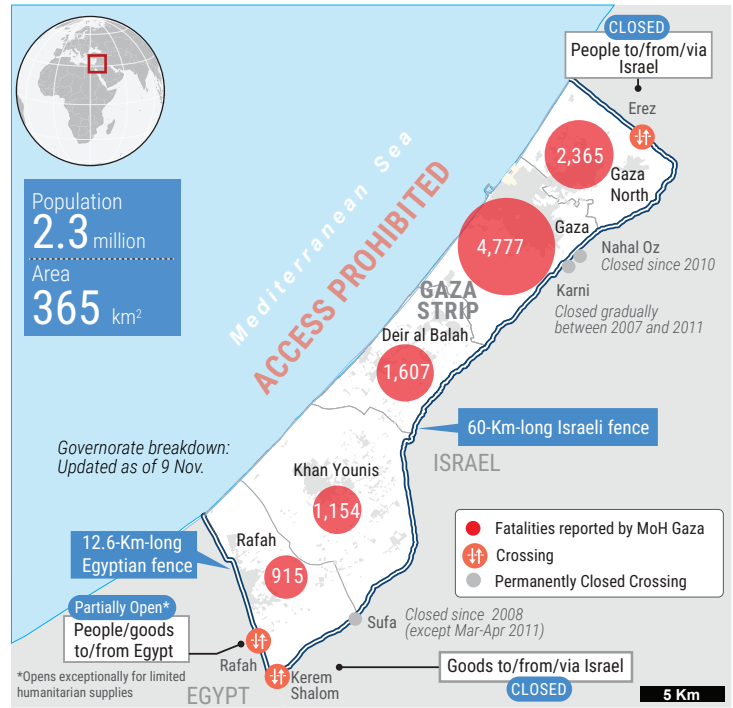 CLOSED
People to/from/via
Israel
Erez
2,365
Gaza
North
Population
2.3 million
Area
365 km²
Mediterranean Sea
ACCESS PROHIBITED
4,777
Gaza
Nahal Oz
Closed since 2010
Karni
Closed gradually
between 2007 and 2011
GAZA
STRIP
Deir al Balah
1,607
60-Km-long Israeli fence
ISRAEL
Governorate breakdown:
Updated as of 9 Nov.
Khan Younis
1,154
12.6-Km-long
Egyptian fence
Rafah
915
Fatalities reported by MoH Gaza
Crossing
Permanently Closed Crossing
Partially Open*
People/goods
to/from Egypt
Sufa
Closed since 2008
(except Mar-Apr 2011)
Rafah
*Opens exceptionally for limited
humanitarian supplies
EGYPT
Kerem
Shalom
Goods to/from/via Israel
CLOSED
5 Km